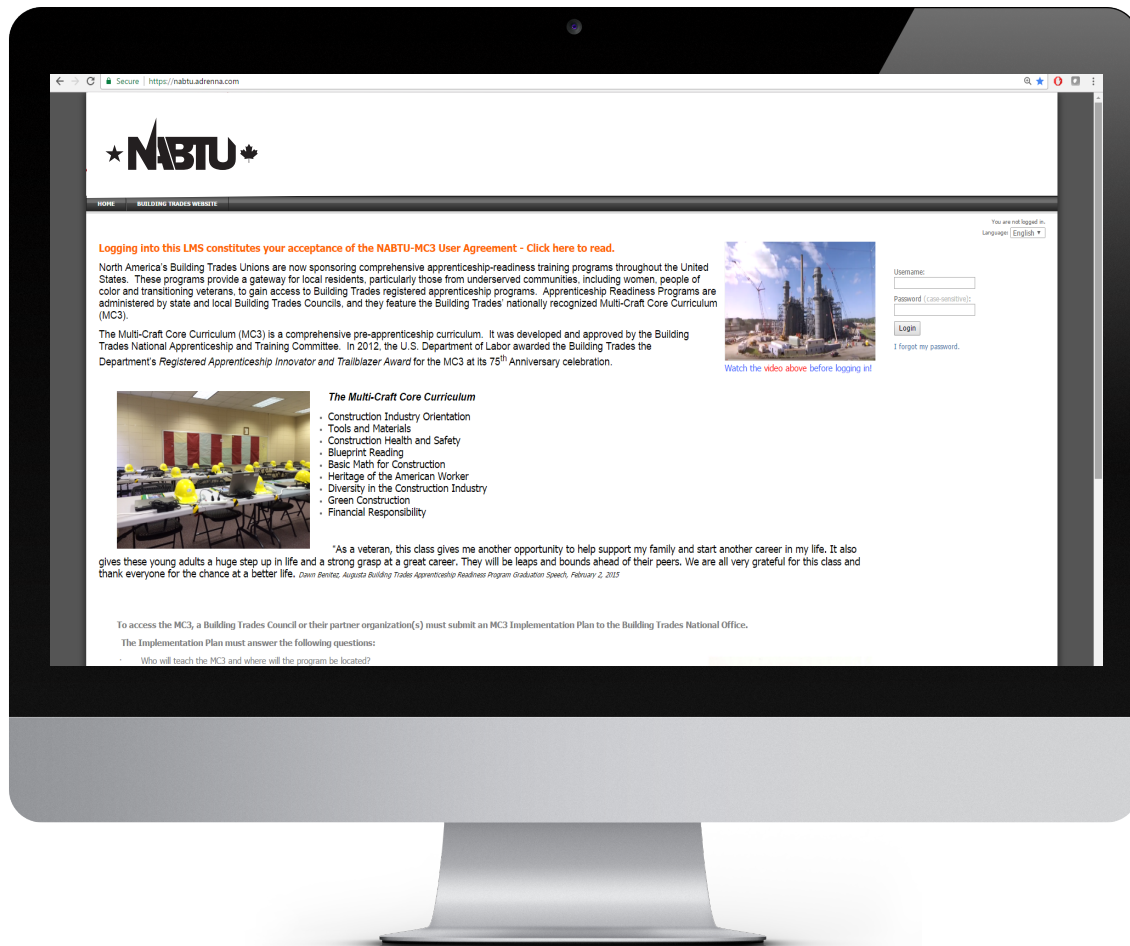 Secure | https://nabtu.adrenna.com
NABTU
HOME BUILDING TRADES WEBSITE
You are not logged in.
Language: English
Logging into this LMS constitutes your acceptance of the NABTU-MC3 User Agreement - Click here to read.
North America's Building Trades Unions are now sponsoring comprehensive apprenticeship-readiness training programs throughout the United
States. These programs provide a gateway for local residents, particularly those from underserved communities, including women, people of
color and transitioning veterans, to gain access to Building Trades registered apprenticeship programs. Apprenticeship Readiness Programs are
administered by state and local Building Trades Councils, and they feature the Building Trades' nationally recognized Multi-Craft Core Curriculum
(MC3).
The Multi-Craft Core Curriculum (MC3) is a comprehensive pre-apprenticeship curriculum. It was developed and approved by the Building
Trades National Apprenticeship and Training Committee. In 2012, the U.S. Department of Labor awarded the Building Trades the
Department's Registered Apprenticeship Innovator and Trailblazer Award for the MC3 at its 75th Anniversary celebration.
Watch the video above before logging in!
Username:
Password (case-sensitive):
Login
I forgot my password.
The Multi-Craft Core Curriculum
Construction Industry Orientation
Tools and Materials
Construction Health and Safety
Blueprint Reading
Basic Math for Construction
Heritage of the American Worker
Diversity in the Construction Industry
Green Construction
Financial Responsibility
"As a veteran, this class gives me another opportunity to help support my family and start another career in my life. It also
gives these young adults a huge step up in life and a strong grasp at a great career. They will be leaps and bounds ahead of their peers. We are all very grateful for this class and
thank everyone for the chance at a better life. Dawn Benitez, Augusta Building Trades Apprenticeship Readiness Program Graduation Speech, February 2, 2015
To access the MC3, a Building Trades Council or their partner organization(s) must submit an MC3 Implementation Plan to the Building Trades National Office.
The Implementation Plan must answer the following questions:
Who will teach the MC3 and where will the program be located?